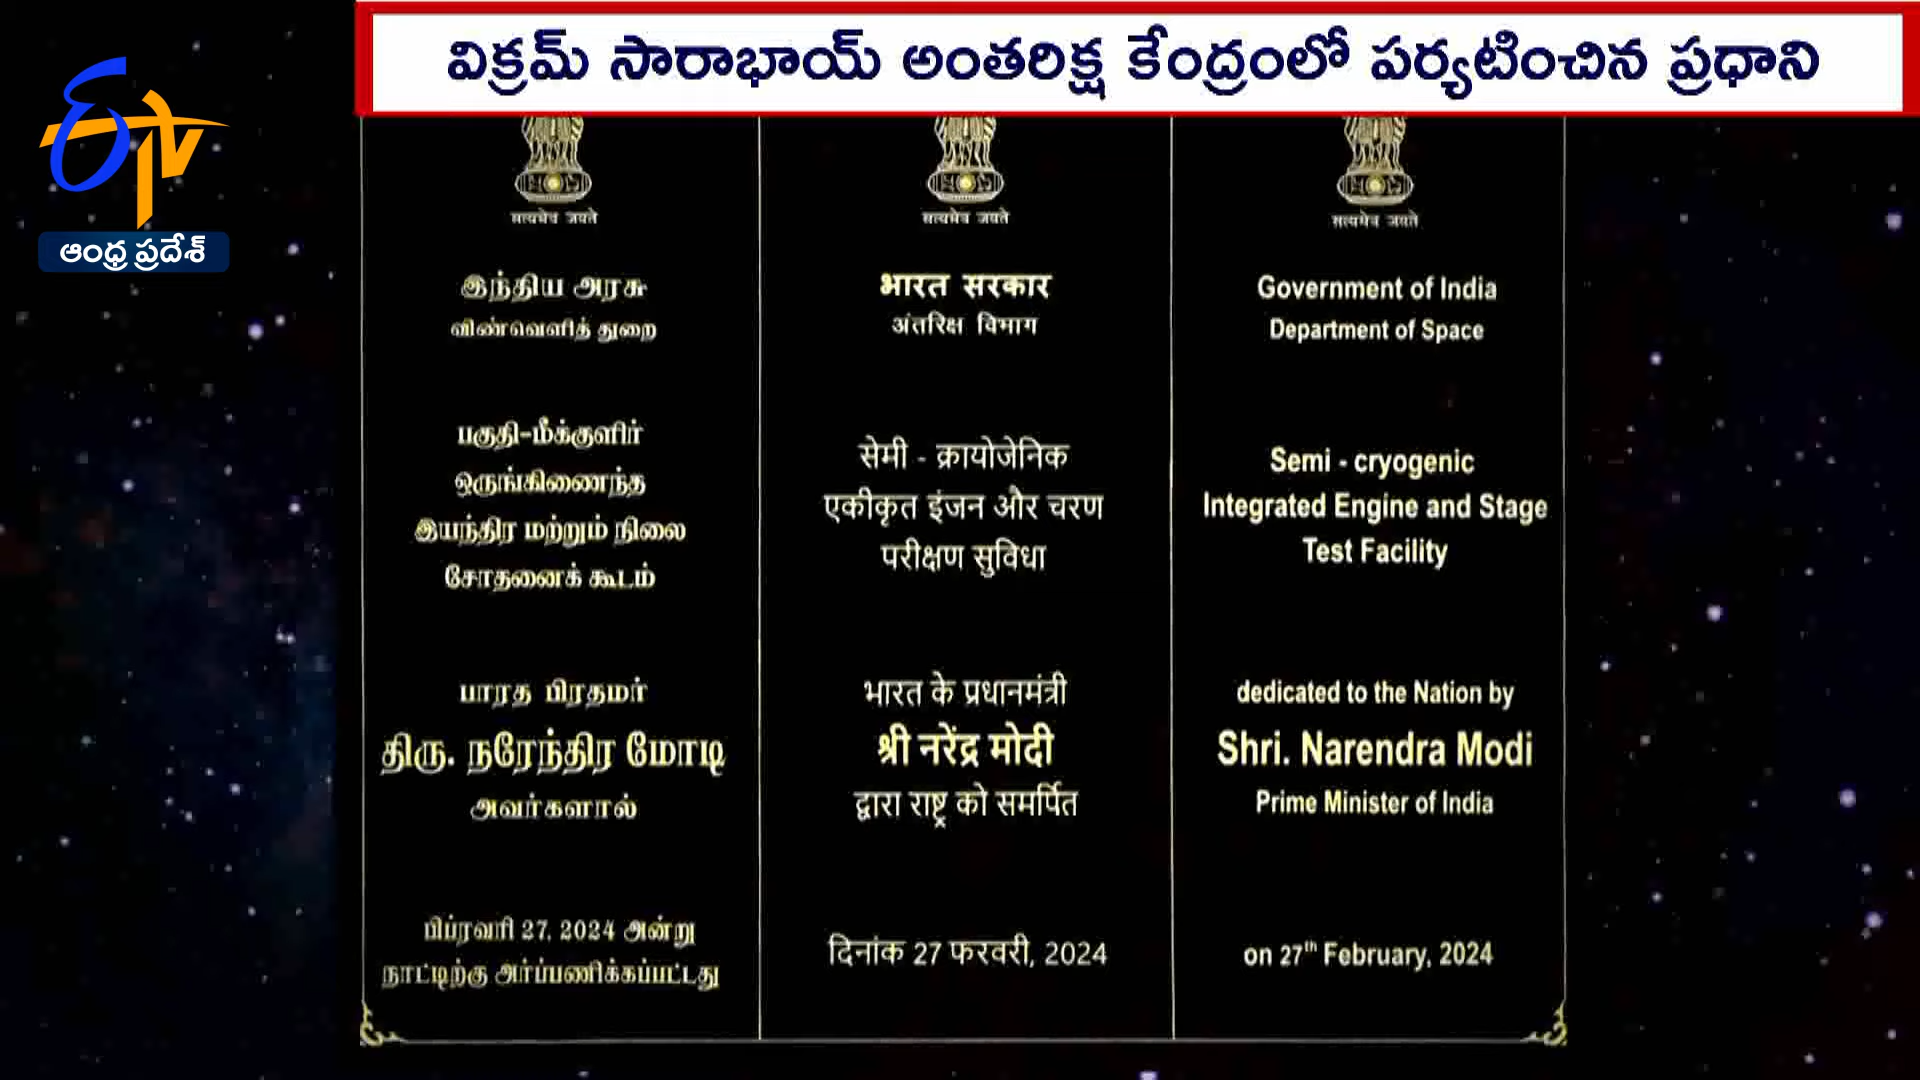 విక్రమ్ సారాభాయ్ అంతరిక్ష కేంద్రంలో పర్యటించిన ప్రధాని
ETV
ఆంధ్ర ప్రదేశ్
सत्यमेव जयते
இந்திய அரசு
விண்வெளித் துறை
பகுதி-மீக்குளிர்
ஒருங்கிணைந்த
இயந்திர மற்றும் நிலை
சோதனைக் கூடம்
பாரத பிரதமர்
திரு. நரேந்திர மோடி
அவர்களால்
பிப்ரவரி 27, 2024 அன்று
நாட்டிற்கு அர்ப்பணிக்கப்பட்டது
सत्यमेव जयते
भारत सरकार
अंतरिक्ष विभाग
सेमी - क्रायोजेनिक
एकीकृत इंजन और चरण
परीक्षण सुविधा
भारत के प्रधानमंत्री
श्री नरेंद्र मोदी
द्वारा राष्ट्र को समर्पित
दिनांक 27 फरवरी, 2024
सत्यमेव जयते
Government of India
Department of Space
Semi - cryogenic
Integrated Engine and Stage
Test Facility
dedicated to the Nation by
Shri. Narendra Modi
Prime Minister of India
on 27th February, 2024